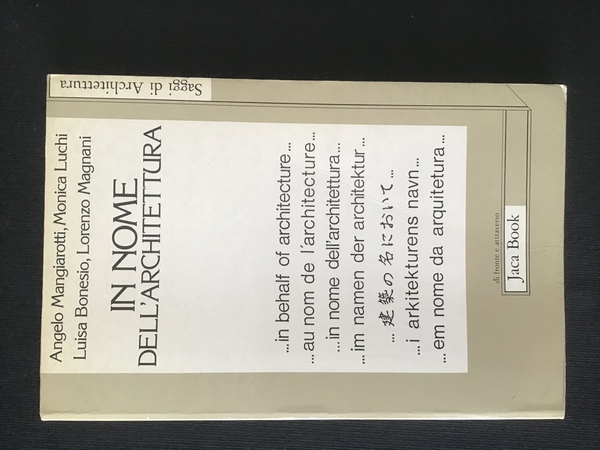 Saggi di Architettura
Angelo Mangiarotti, Monica Luchi
Luisa Bonesio, Lorenzo Magnani
IN NOME
DELL'ARCHITETTURA
...in behalf of architecture...
...au nom de l'architecture...
...in nome dell'architettura...
...im namen der architektur...
...建築の名において...
...i arkitekturens navn...
...em nome da arquitetura...
di fronte e attraverso
Jaca Book